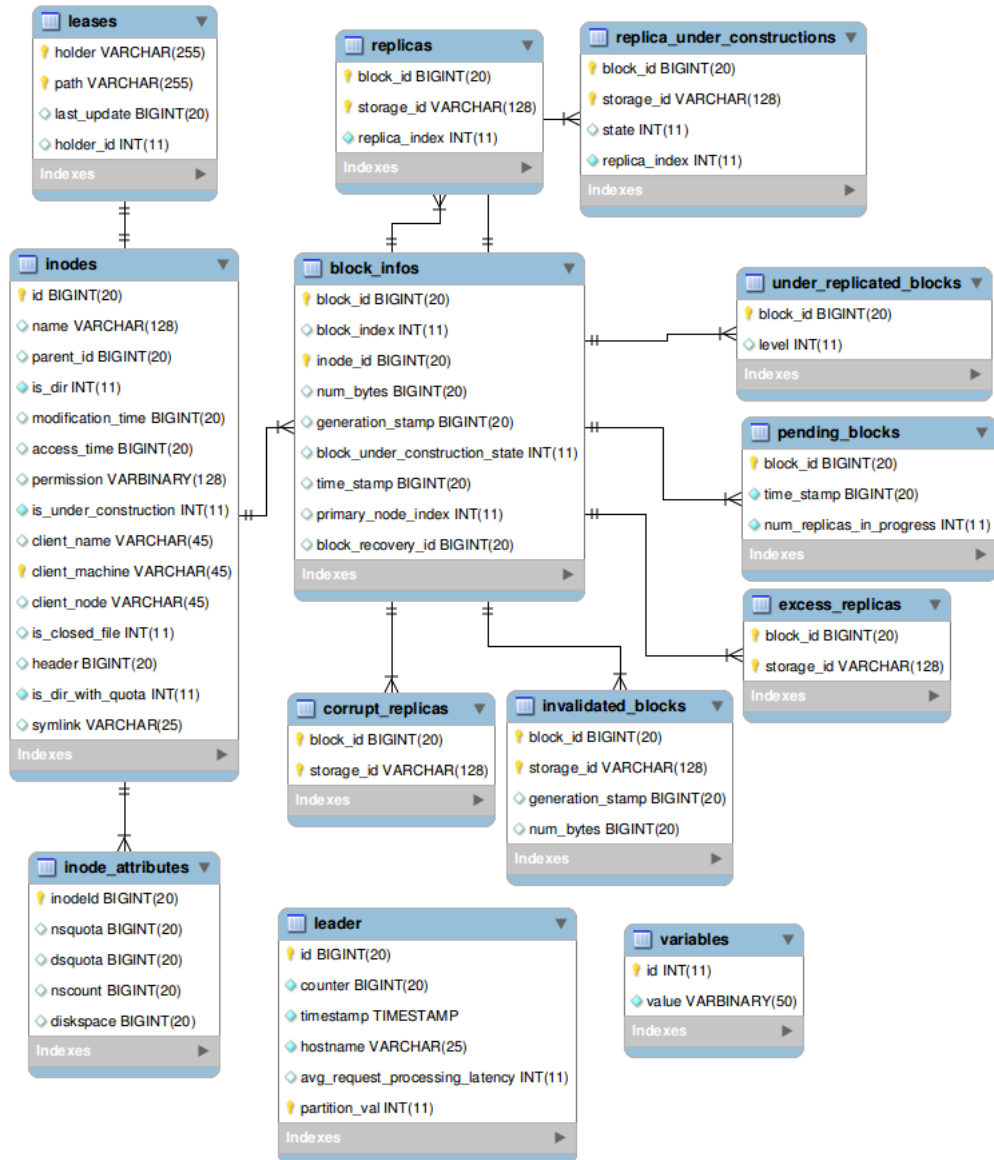 leases
holder VARCHAR(255)
path VARCHAR(255)
last_update BIGINT(20)
holder_id INT(11)
Indexes
replicas
block_id BIGINT(20)
storage_id VARCHAR(128)
replica_index INT(11)
Indexes
replica_under_constructions
block_id BIGINT(20)
storage_id VARCHAR(128)
state INT(11)
replica_index INT(11)
Indexes
inodes
id BIGINT(20)
name VARCHAR(128)
parent_id BIGINT(20)
is_dir INT(11)
modification_time BIGINT(20)
access_time BIGINT(20)
permission VARBINARY(128)
is_under_construction INT(11)
client_name VARCHAR(45)
client_machine VARCHAR(45)
client_node VARCHAR(45)
is_closed_file INT(11)
header BIGINT(20)
is_dir_with_quota INT(11)
symlink VARCHAR(25)
Indexes
block_infos
block_id BIGINT(20)
block_index INT(11)
inode_id BIGINT(20)
num_bytes BIGINT(20)
generation_stamp BIGINT(20)
block_under_construction_state INT(11)
time_stamp BIGINT(20)
primary_node_index INT(11)
block_recovery_id BIGINT(20)
Indexes
under_replicated_blocks
block_id BIGINT(20)
level INT(11)
Indexes
pending_blocks
block_id BIGINT(20)
time_stamp BIGINT(20)
num_replicas_in_progress INT(11)
Indexes
excess_replicas
block_id BIGINT(20)
storage_id VARCHAR(128)
Indexes
corrupt_replicas
block_id BIGINT(20)
storage_id VARCHAR(128)
Indexes
invalidated_blocks
block_id BIGINT(20)
storage_id VARCHAR(128)
generation_stamp BIGINT(20)
num_bytes BIGINT(20)
Indexes
inode_attributes
inodeId BIGINT(20)
nsquota BIGINT(20)
dsquota BIGINT(20)
nscount BIGINT(20)
diskspace BIGINT(20)
Indexes
leader
id BIGINT(20)
counter BIGINT(20)
timestamp TIMESTAMP
hostname VARCHAR(25)
avg_request_processing_latency INT(11)
partition_val INT(11)
Indexes
variables
id INT(11)
value VARBINARY(50)
Indexes